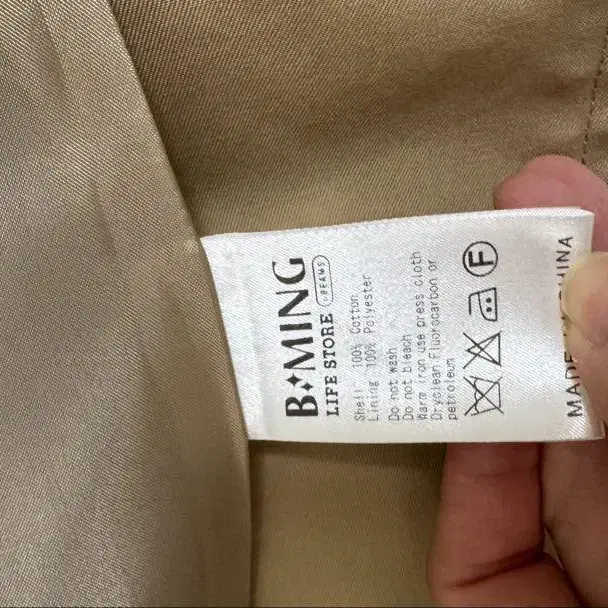 B✦MING
LIFE STORE by BEAMS
Shell 100% Cotton
Lining 100% Polyester
Do not wash
Do not bleach
Warm iron use press cloth
Dryclean Fluorocarbon or
petroleum
F
MADE CHINA